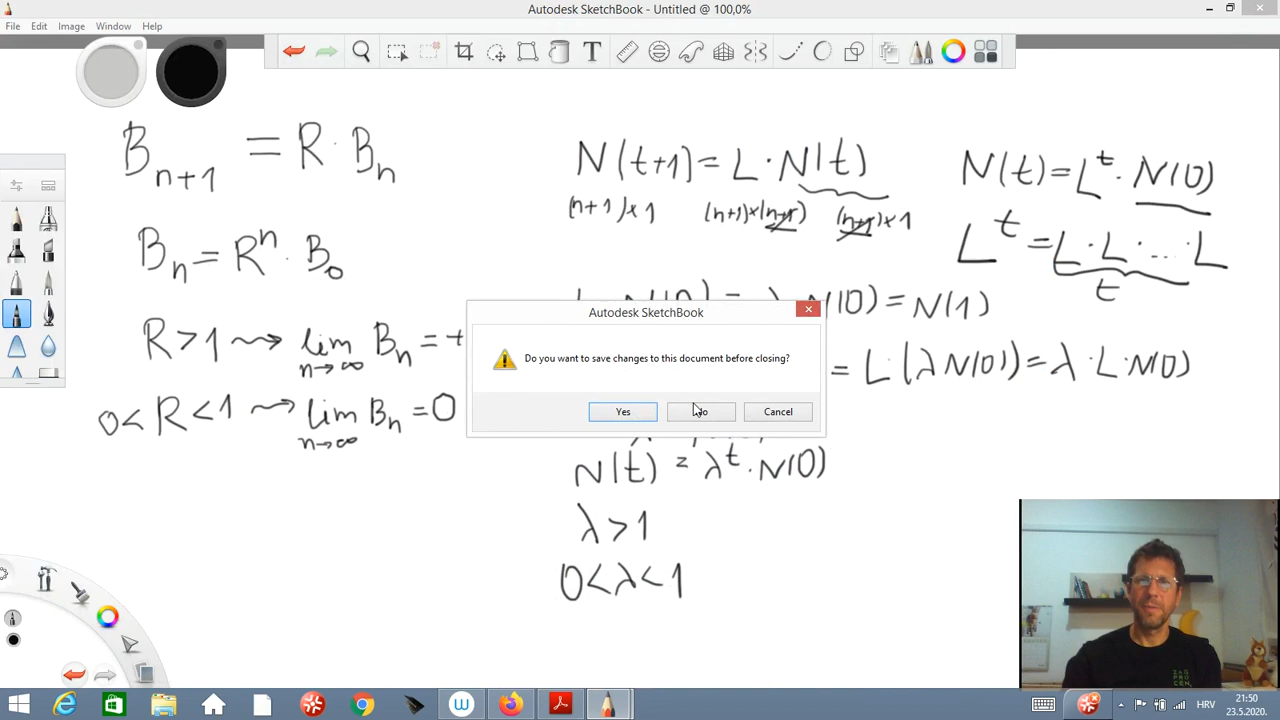 Autodesk SketchBook - Untitled @ 100,0%
File Edit Image Window Help
B_{n+1} = R · B_n
B_n = R^n · B_0
R > 1 ⇝ lim_{n→∞} B_n = +
0 < R < 1 ⇝ lim_{n→∞} B_n = 0
N(t+1) = L · N(t)
(n+1)×1 (n+1)×(n+1) (n+1)×1
N(0) = λ N(0) = N(1)
= L · (λ N(0)) = λ · L · N(0)
N(t) = λ^t · N(0)
λ > 1
0 < λ < 1
N(t) = L^t · N(0)
L^t = L · L · ... L
t
Autodesk SketchBook
Do you want to save changes to this document before closing?
Yes
Cancel
HRV
21:50
23.5.2020.